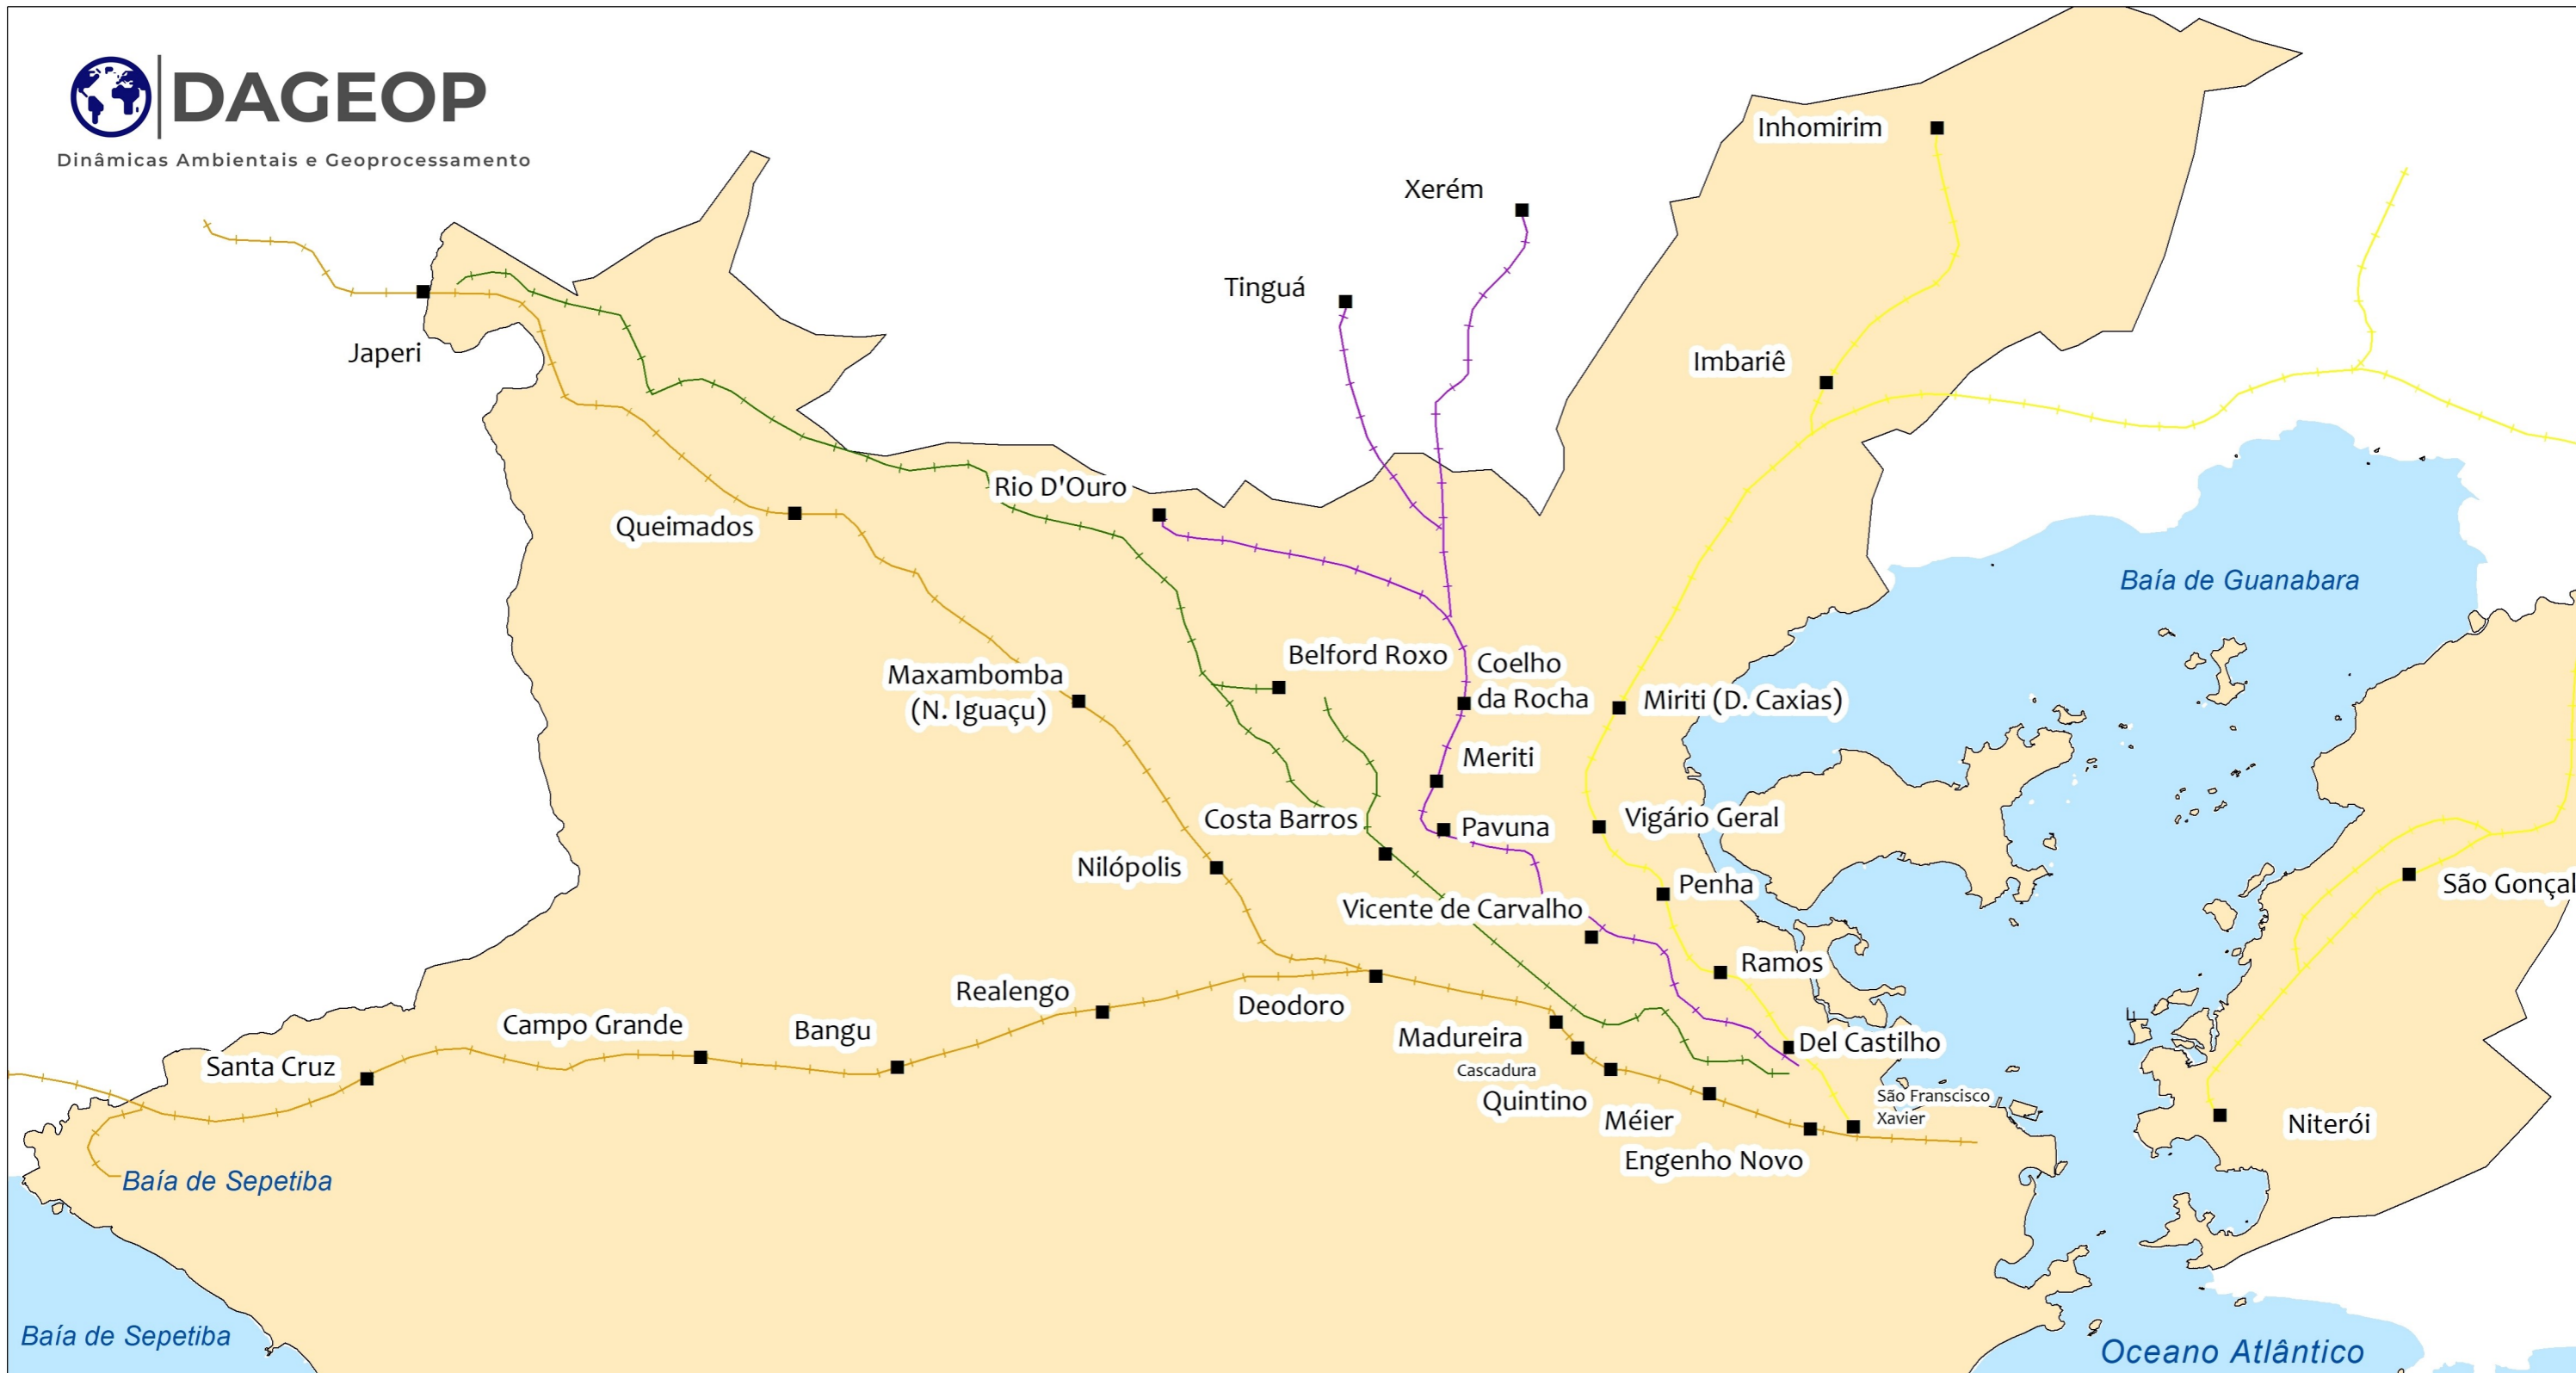 DAGEOP
Dinâmicas Ambientais e Geoprocessamento
Inhomirim
Xerém
Tinguá
Japeri
Imbariê
Rio D'Ouro
Queimados
Baía de Guanabara
Belford Roxo
Coelho
da Rocha
Maxambomba
(N. Iguaçu)
Miriti (D. Caxias)
Meriti
Costa Barros
Pavuna
Vigário Geral
Nilópolis
Penha
São Gonçal
Vicente de Carvalho
Ramos
Realengo
Deodoro
Campo Grande
Bangu
Madureira
Del Castilho
Santa Cruz
Cascadura
Quintino
São Franscisco
Xavier
Méier
Niterói
Engenho Novo
Baía de Sepetiba
Baía de Sepetiba
Oceano Atlântico